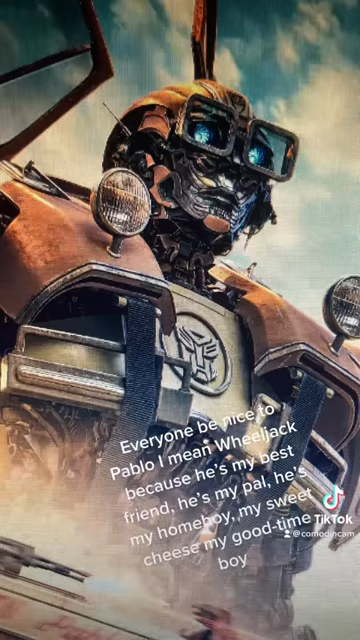 Everyone be nice to
Pablo I mean Wheeljack
because he's my best
friend, he's my pal, he's
my homeboy, my sweet
cheese my good-time
boy
TikTok
@comodincam